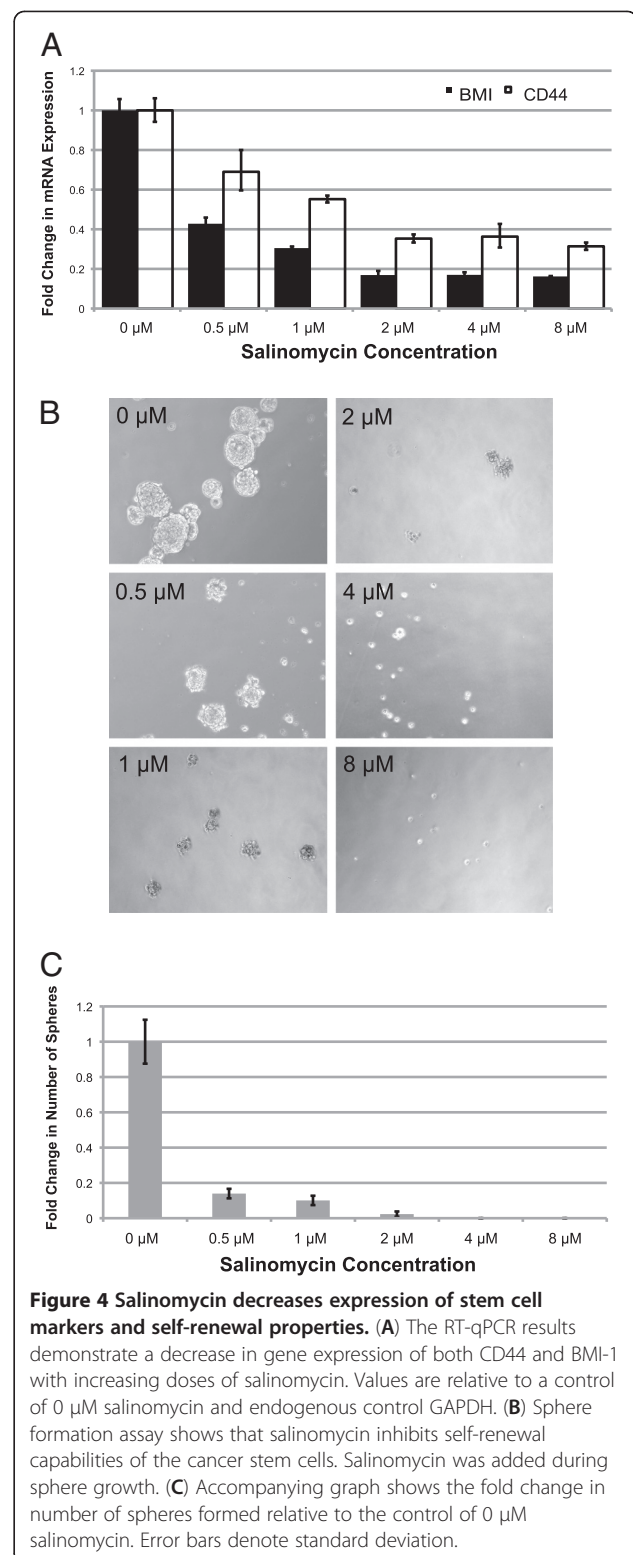 A
Fold Change in mRNA Expression
1.2
1
0.8
0.6
0.4
0.2
0
BMI CD44
0 µM 0.5 µM 1 µM 2 µM 4 µM 8 µM
Salinomycin Concentration
B
0 µM 2 µM
0.5 µM 4 µM
1 µM 8 µM
C
Fold Change in Number of Spheres
1.2
1
0.8
0.6
0.4
0.2
0
0 µM 0.5 µM 1 µM 2 µM 4 µM 8 µM
Salinomycin Concentration
Figure 4 Salinomycin decreases expression of stem cell
markers and self-renewal properties. (A) The RT-qPCR results
demonstrate a decrease in gene expression of both CD44 and BMI-1
with increasing doses of salinomycin. Values are relative to a control
of 0 µM salinomycin and endogenous control GAPDH. (B) Sphere
formation assay shows that salinomycin inhibits self-renewal
capabilities of the cancer stem cells. Salinomycin was added during
sphere growth. (C) Accompanying graph shows the fold change in
number of spheres formed relative to the control of 0 µM
salinomycin. Error bars denote standard deviation.